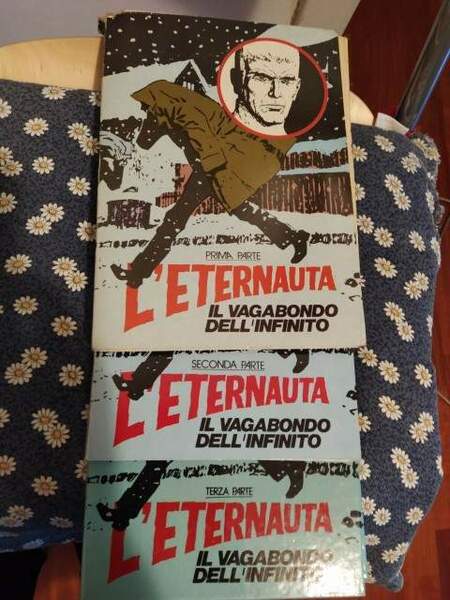 PRIMA PARTE
L'ETERNAUTA
IL VAGABONDO
DELL'INFINITO
SECONDA PARTE
L'ETERNAUTA
IL VAGABONDO
DELL'INFINITO
TERZA PARTE
L'ETERNAUTA
IL VAGABONDO
DELL'INFINITO